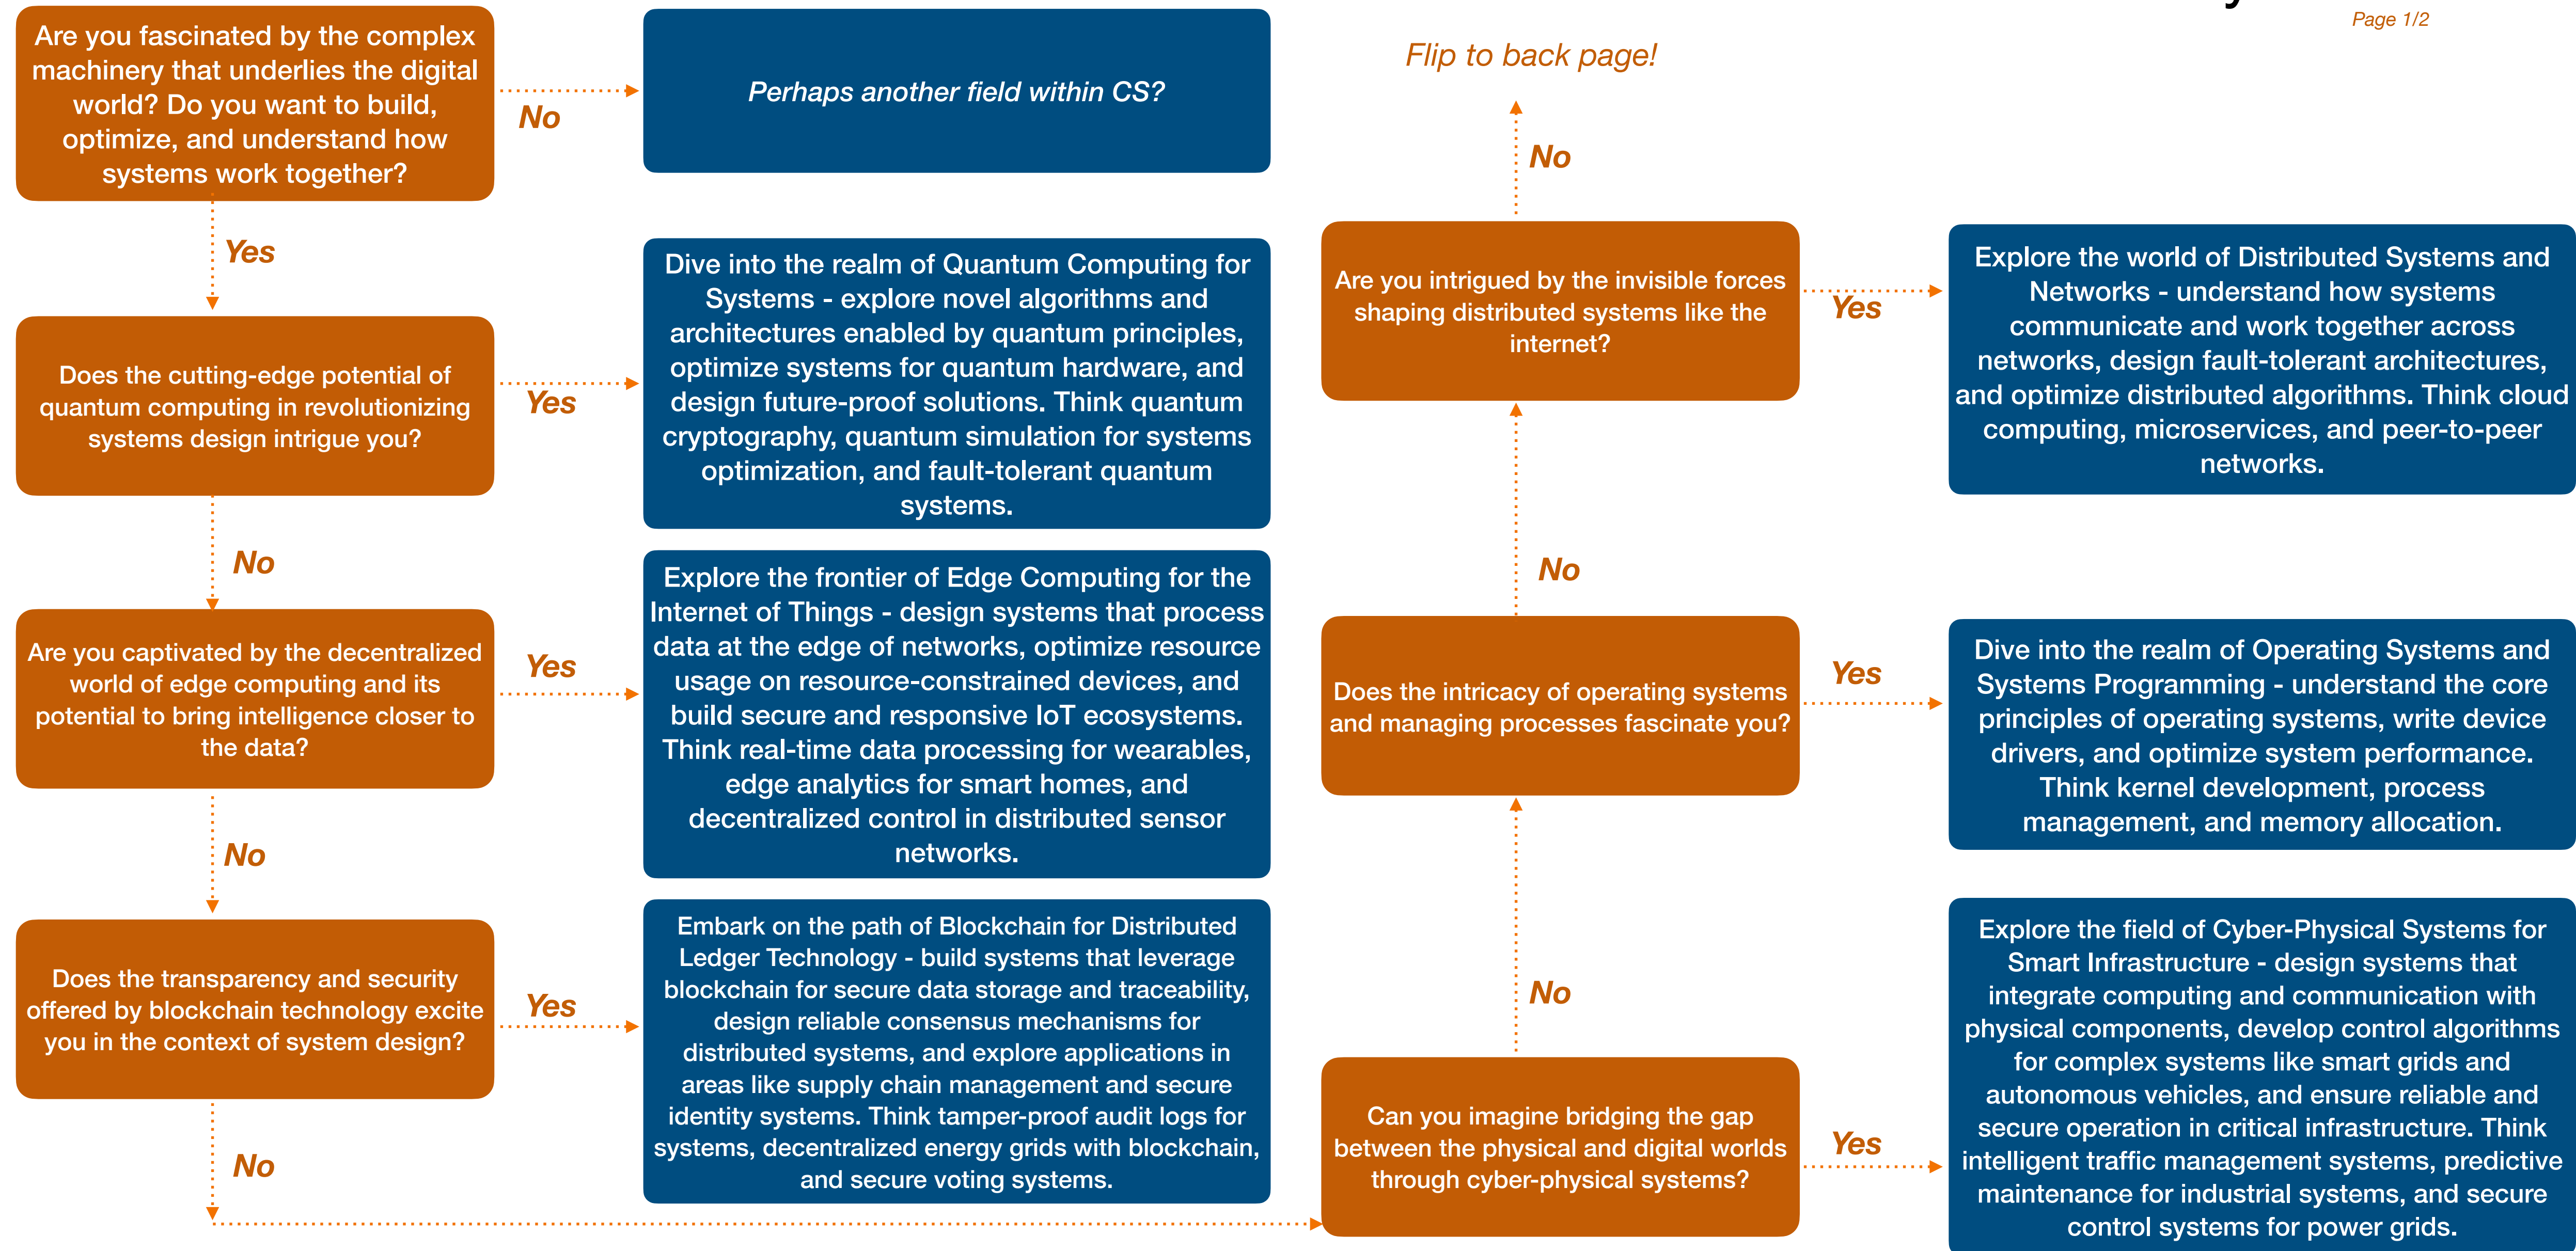 Page 1/2
Are you fascinated by the complex
machinery that underlies the digital
world? Do you want to build,
optimize, and understand how
systems work together?
No
Perhaps another field within CS?
Yes
Does the cutting-edge potential of
quantum computing in revolutionizing
systems design intrigue you?
Yes
Dive into the realm of Quantum Computing for
Systems - explore novel algorithms and
architectures enabled by quantum principles,
optimize systems for quantum hardware, and
design future-proof solutions. Think quantum
cryptography, quantum simulation for systems
optimization, and fault-tolerant quantum
systems.
No
Are you captivated by the decentralized
world of edge computing and its
potential to bring intelligence closer to
the data?
Yes
Explore the frontier of Edge Computing for the
Internet of Things - design systems that process
data at the edge of networks, optimize resource
usage on resource-constrained devices, and
build secure and responsive IoT ecosystems.
Think real-time data processing for wearables,
edge analytics for smart homes, and
decentralized control in distributed sensor
networks.
No
Does the transparency and security
offered by blockchain technology excite
you in the context of system design?
Yes
Embark on the path of Blockchain for Distributed
Ledger Technology - build systems that leverage
blockchain for secure data storage and traceability,
design reliable consensus mechanisms for
distributed systems, and explore applications in
areas like supply chain management and secure
identity systems. Think tamper-proof audit logs for
systems, decentralized energy grids with blockchain,
and secure voting systems.
No
Can you imagine bridging the gap
between the physical and digital worlds
through cyber-physical systems?
Yes
Explore the field of Cyber-Physical Systems for
Smart Infrastructure - design systems that
integrate computing and communication with
physical components, develop control algorithms
for complex systems like smart grids and
autonomous vehicles, and ensure reliable and
secure operation in critical infrastructure. Think
intelligent traffic management systems, predictive
maintenance for industrial systems, and secure
control systems for power grids.
No
Does the intricacy of operating systems
and managing processes fascinate you?
Yes
Dive into the realm of Operating Systems and
Systems Programming - understand the core
principles of operating systems, write device
drivers, and optimize system performance.
Think kernel development, process
management, and memory allocation.
No
Are you intrigued by the invisible forces
shaping distributed systems like the
internet?
Yes
Explore the world of Distributed Systems and
Networks - understand how systems
communicate and work together across
networks, design fault-tolerant architectures,
and optimize distributed algorithms. Think cloud
computing, microservices, and peer-to-peer
networks.
No
Flip to back page!